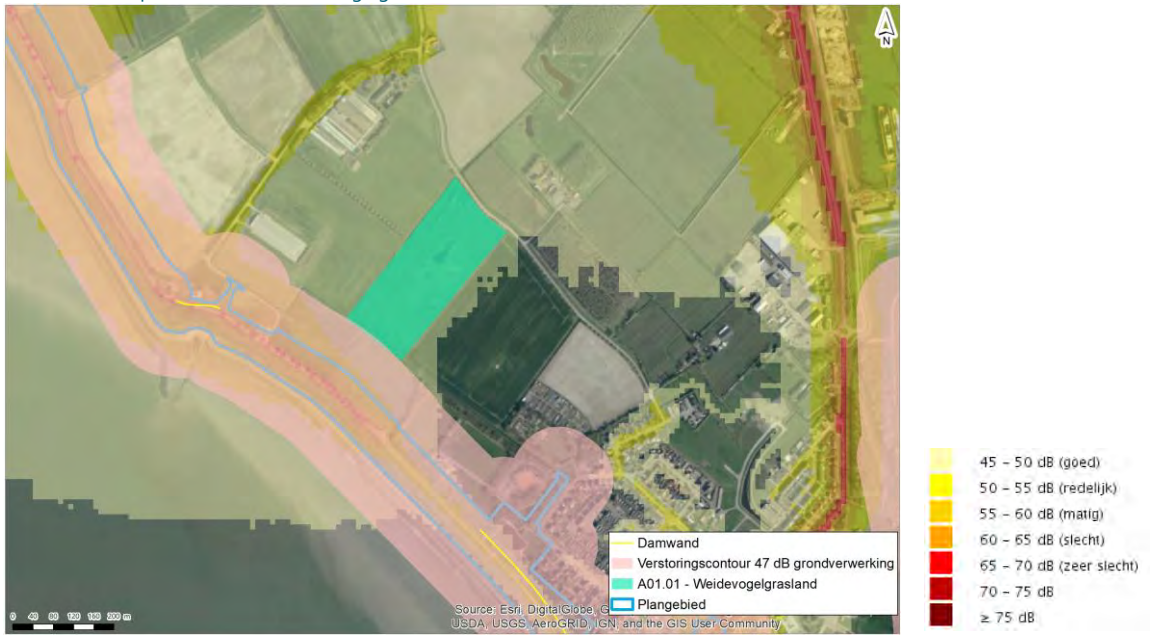 N
45 – 50 dB (goed)
50 – 55 dB (redelijk)
55 – 60 dB (matig)
60 – 65 dB (slecht)
65 – 70 dB (zeer slecht)
70 – 75 dB
≥ 75 dB
Damwand
Verstoringscontour 47 dB grondverwerking
A01.01 - Weidevogelgrasland
Plangebied
0 40 80 120 160 200 m
Source: Esri, DigitalGlobe, G
USDA, USGS, AeroGRID, IGN, and the GIS User Community